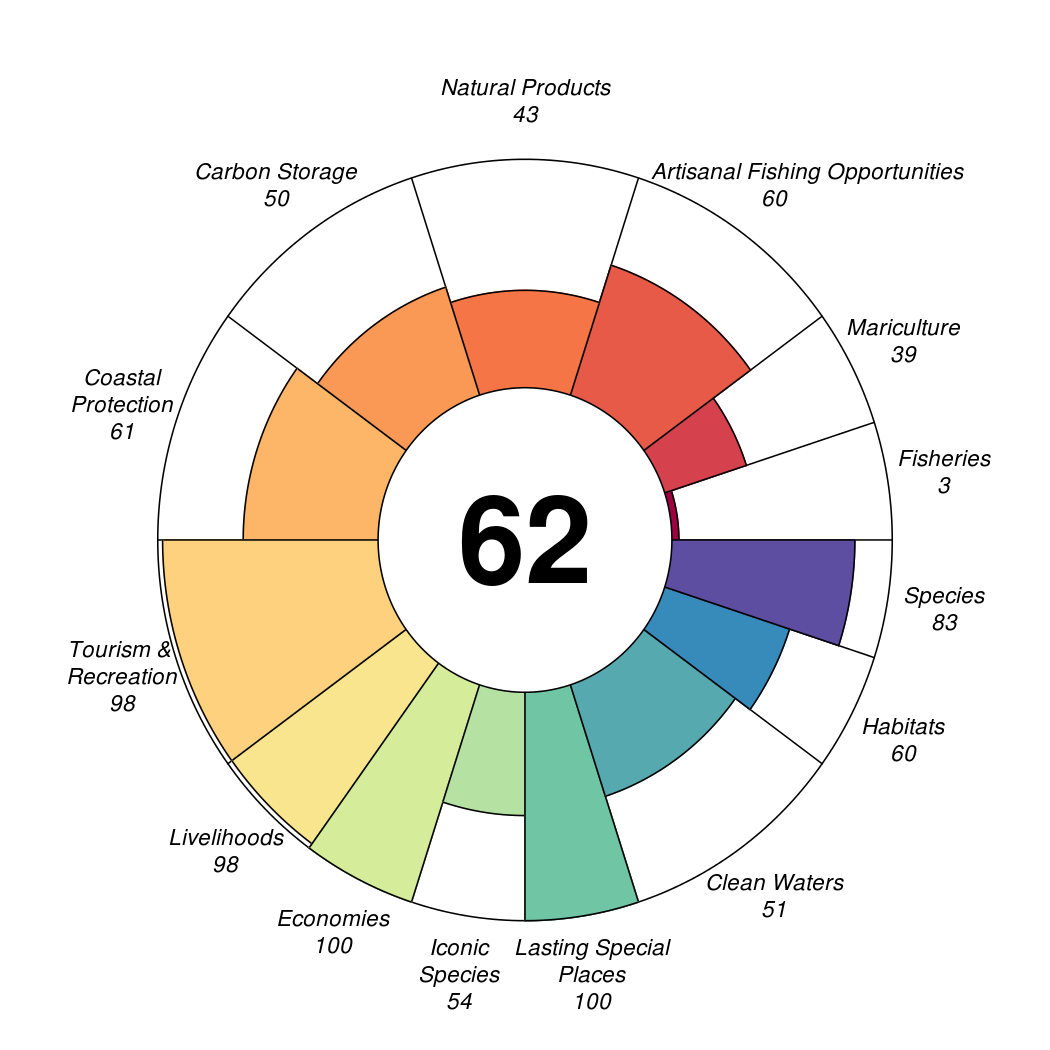 Natural Products
43
Carbon Storage
50
Artisanal Fishing Opportunities
60
Mariculture
39
Coastal
Protection
61
Fisheries
3
62
Species
83
Tourism &
Recreation
98
Habitats
60
Livelihoods
98
Clean Waters
51
Economies
100
Iconic
Species
54
Lasting Special
Places
100